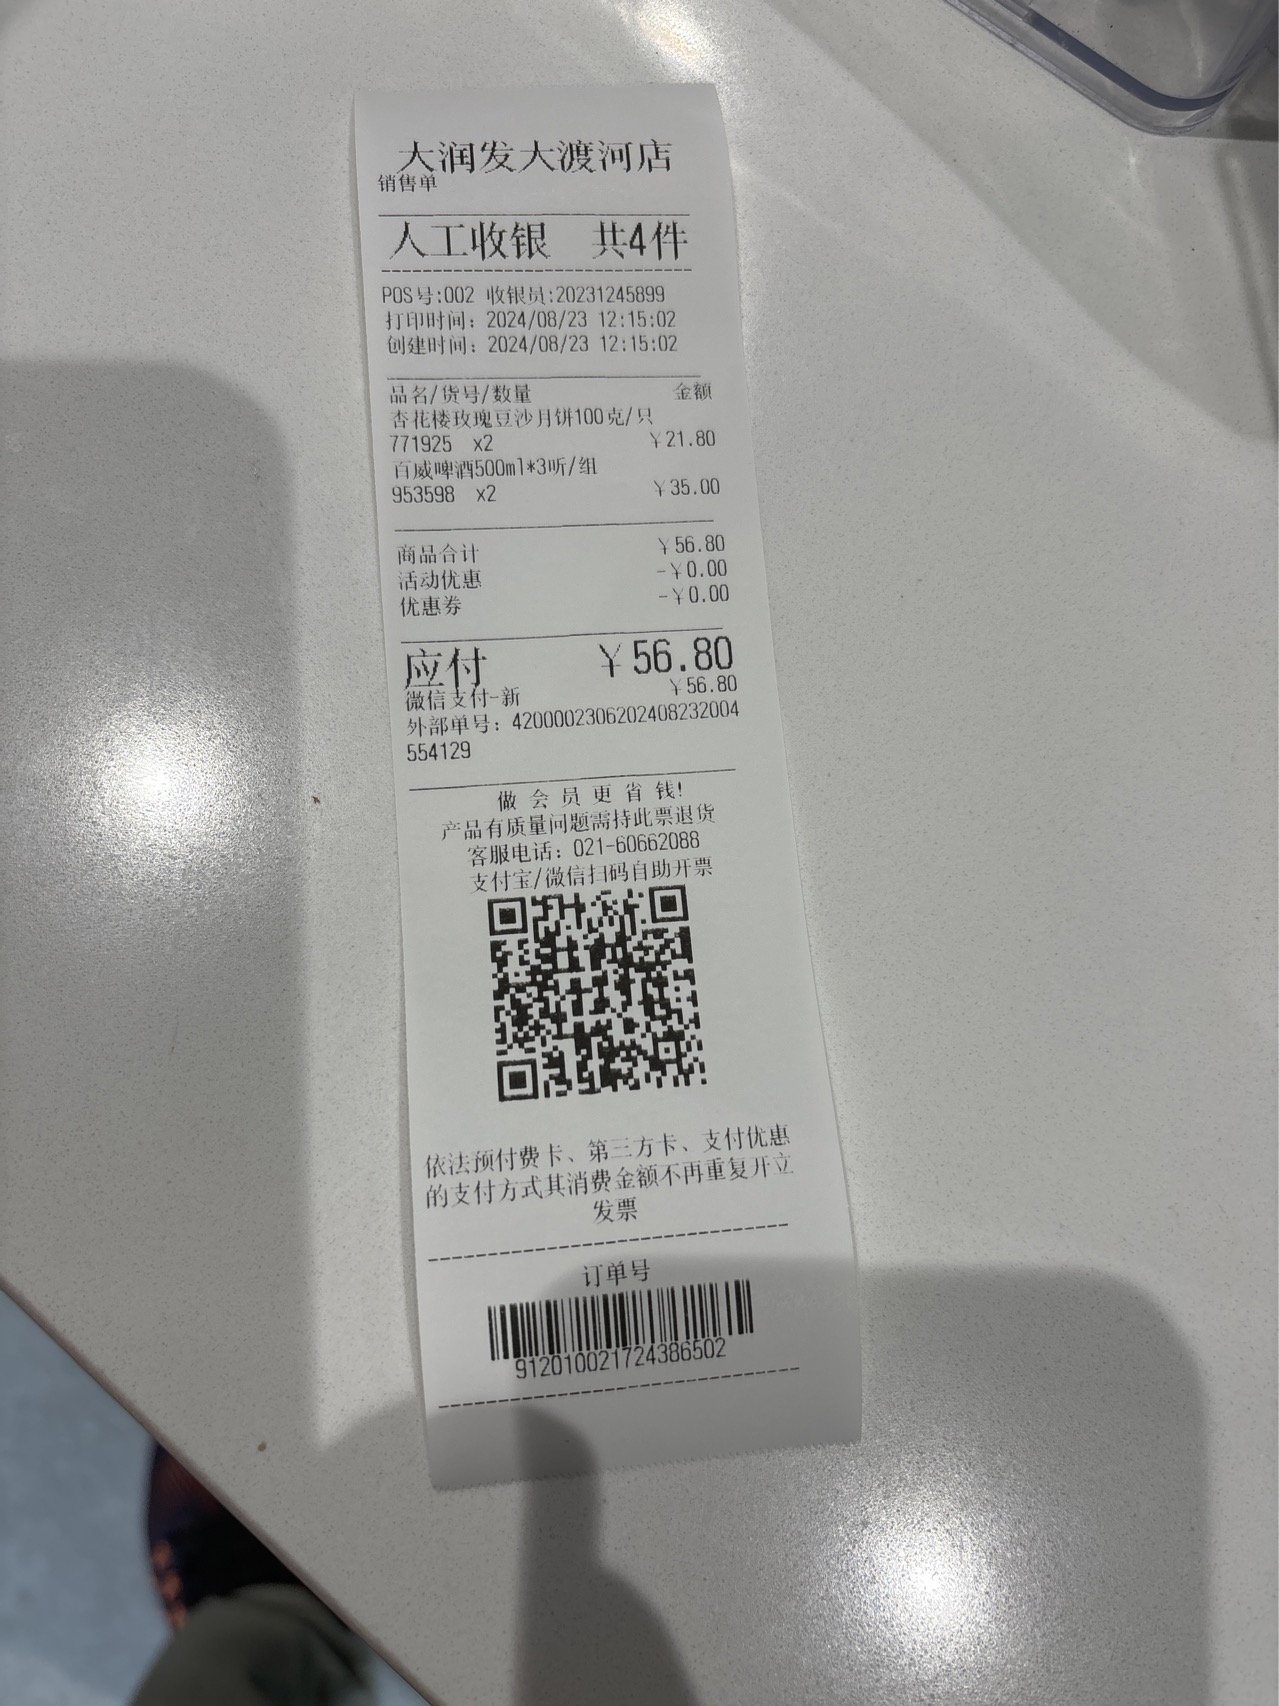 大润发大渡河店
销售单
人工收银 共4件
POS号:002 收银员:20231245899
打印时间: 2024/08/23 12:15:02
创建时间: 2024/08/23 12:15:02
品名/货号/数量 金额
杏花楼玫瑰豆沙月饼100克/只
771925 x2 ¥21.80
百威啤酒500ml*3听/组
953598 x2 ¥35.00
商品合计 ¥56.80
活动优惠 -¥0.00
优惠券 -¥0.00
应付 ¥56.80
微信支付-新 ¥56.80
外部单号: 4200002306202408232004
554129
做 会 员 更 省 钱!
产品有质量问题需持此票退货
客服电话: 021-60662088
支付宝/微信扫码自助开票
依法预付费卡、第三方卡、支付优惠
的支付方式其消费金额不再重复开立
发票
订单号
912010021724386502